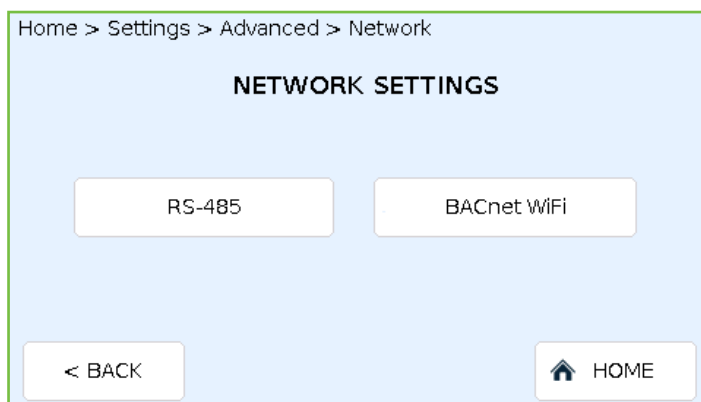 Home > Settings > Advanced > Network
NETWORK SETTINGS
RS-485 BACnet WiFi
< BACK HOME